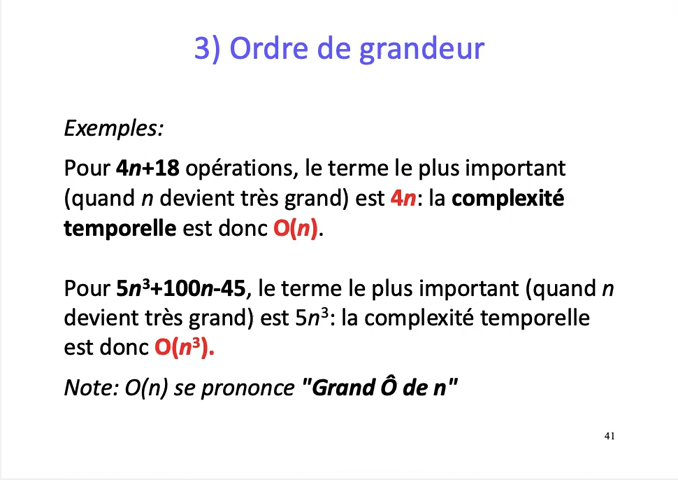 3) Ordre de grandeur
Exemples:
Pour 4n+18 opérations, le terme le plus important
(quand n devient très grand) est 4n: la complexité
temporelle est donc O(n).
Pour 5n³+100n-45, le terme le plus important (quand n
devient très grand) est 5n³: la complexité temporelle
est donc O(n³).
Note: O(n) se prononce "Grand Ô de n"
41